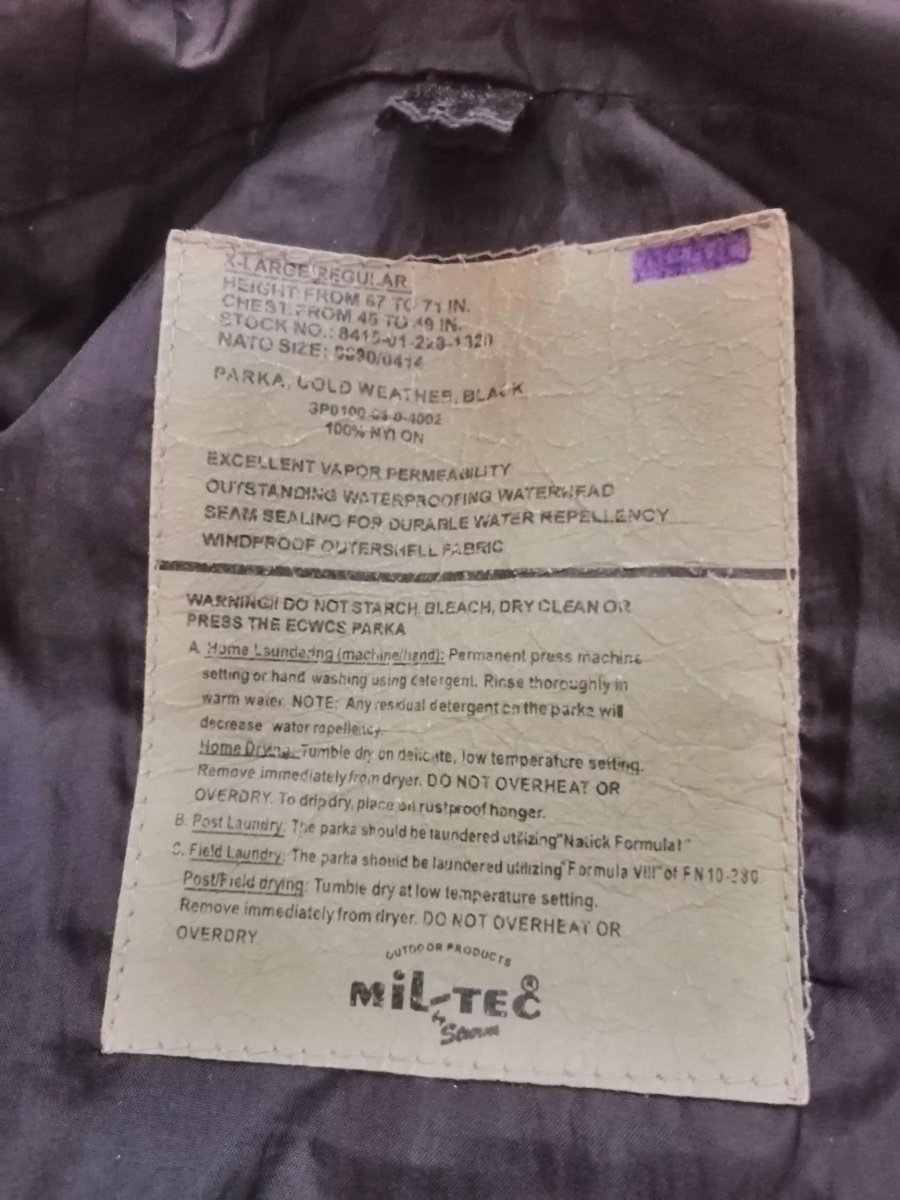 X-LARGE REGULAR
HEIGHT: FROM 67 TO 71 IN.
CHEST: FROM 45 TO 49 IN.
STOCK NO.: 8415-01-228-1320
NATO SIZE:
PARKA, COLD WEATHER, BLACK
100% NYLON
EXCELLENT VAPOR PERMEABILITY
OUTSTANDING WATERPROOFING WATERHEAD
SEAM SEALING FOR DURABLE WATER REPELLENCY
WINDPROOF OUTERSHELL FABRIC
WARNING!! DO NOT STARCH, BLEACH, DRY CLEAN OR
PRESS THE ECWCS PARKA
A. Home Laundering (machine/hand): Permanent press machine
setting or hand washing using detergent. Rinse thoroughly in
warm water. NOTE: Any residual detergent on the parka will
decrease water repellency.
Home Drying: Tumble dry on delicate, low temperature setting.
Remove immediately from dryer. DO NOT OVERHEAT OR
OVERDRY. To drip dry, place on rustproof hanger.
B. Post Laundry: The parka should be laundered utilizing "Natick Formula I"
C. Field Laundry: The parka should be laundered utilizing "Formula VIII" of FN 10-280
Post/Field drying: Tumble dry at low temperature setting.
Remove immediately from dryer. DO NOT OVERHEAT OR
OVERDRY.
OUTDOOR PRODUCTS
MiL-TEC®
by Sturm